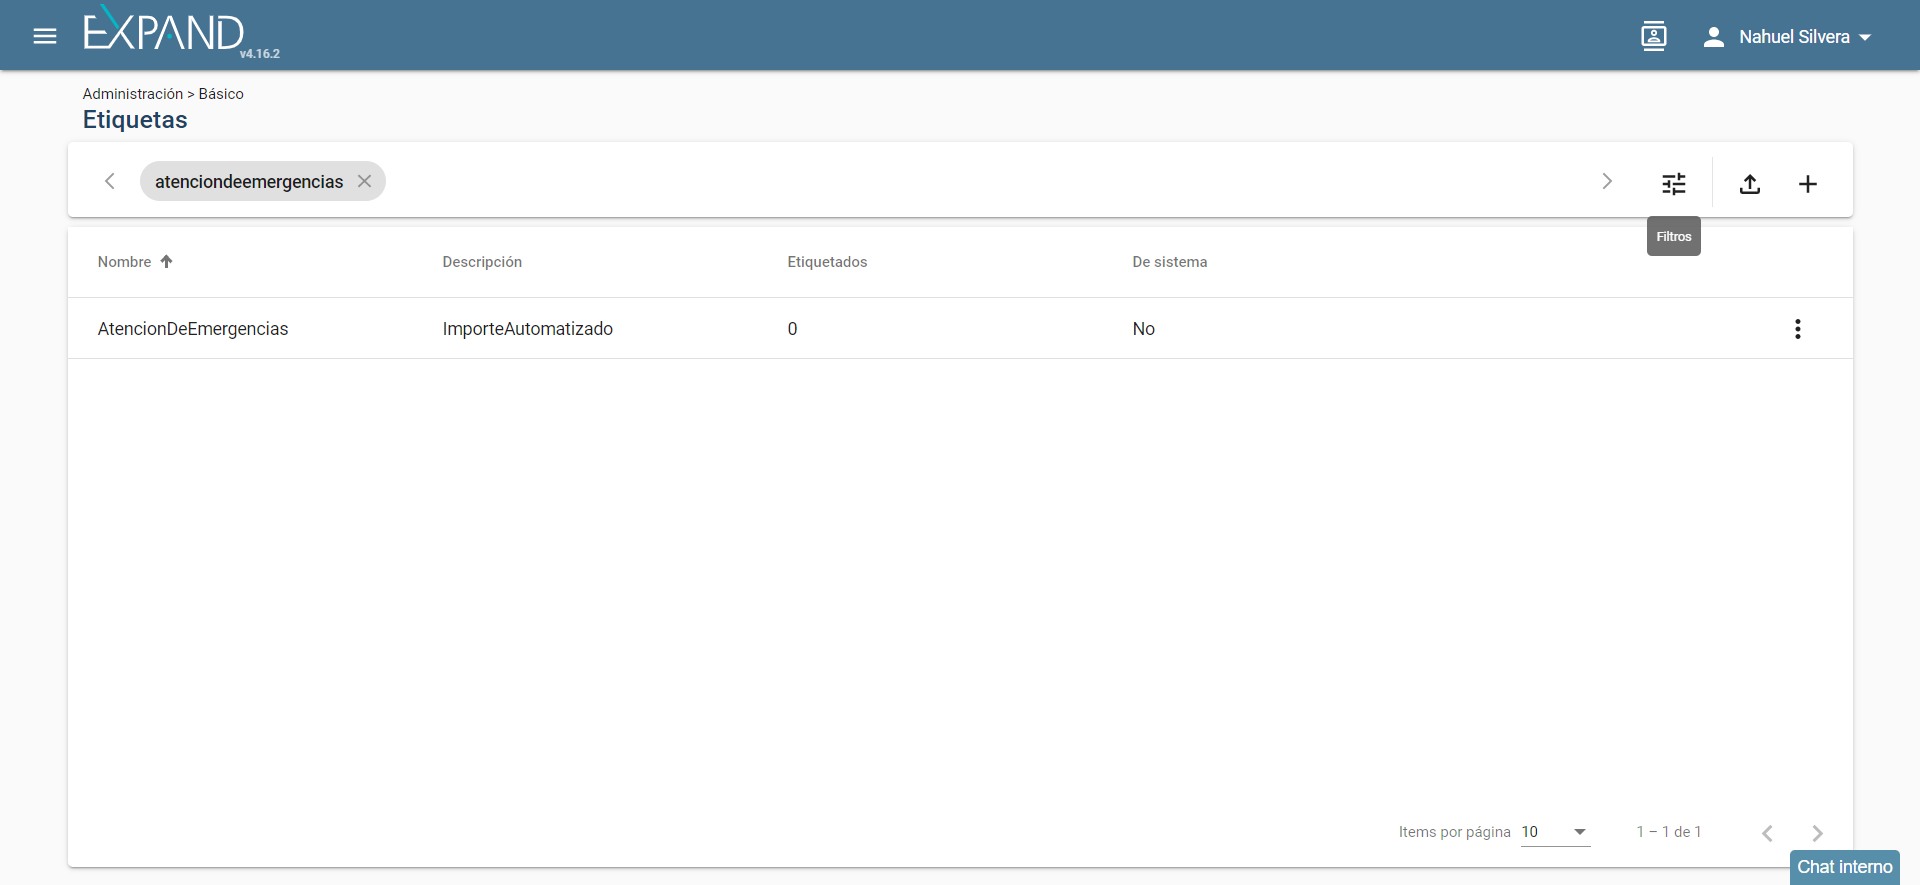 EXPAND
v4.16.2
Nahuel Silvera
Administración > Básico
Etiquetas
atenciondeemergencias
Filtros
Nombre Descripción Etiquetados De sistema
AtencionDeEmergencias ImporteAutomatizado 0 No
Items por página 10 1 – 1 de 1
Chat interno